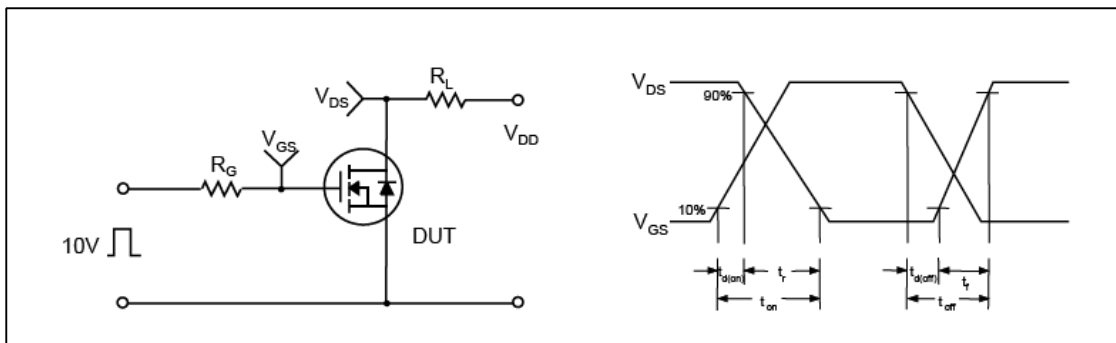 RL
VDS
VDD
VGS
RG
10V
DUT
VDS
90%
10%
VGS
td(on)
tr
td(off)
tf
ton
toff